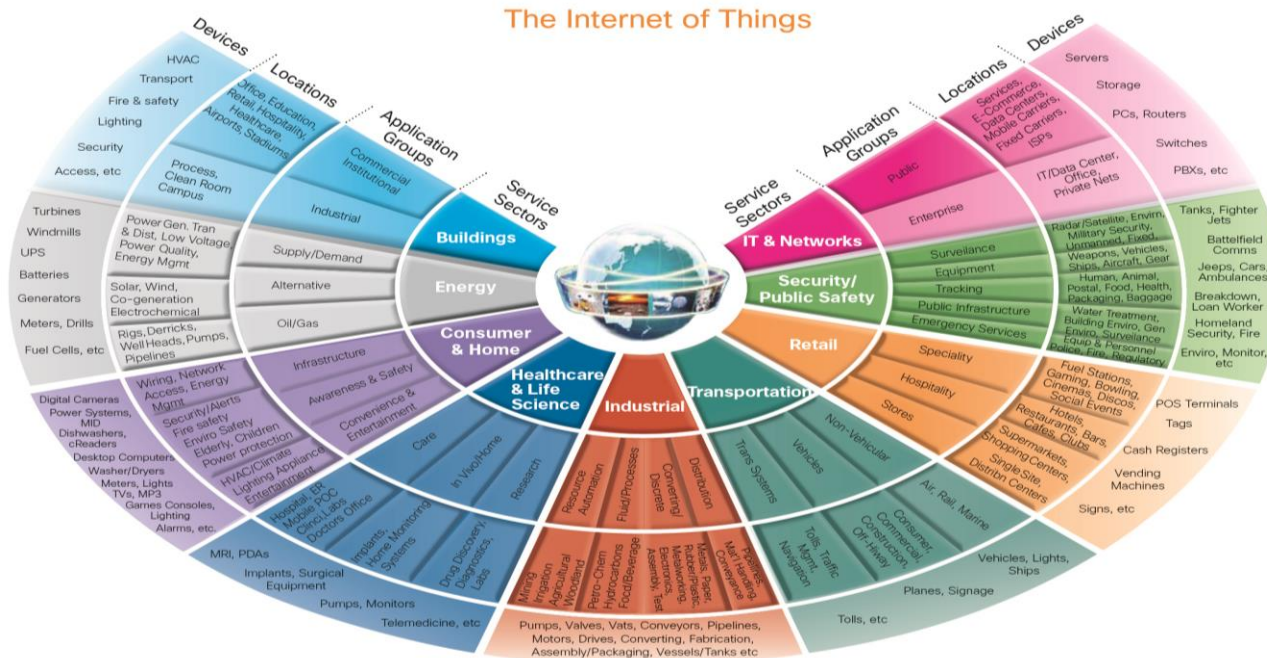 The Internet of Things
Devices
Locations
Application
Groups
Service
Sectors
Service
Sectors
Application
Groups
Locations
Devices
Buildings
Commercial
Institutional
Industrial
Office, Education,
Retail, Hospitality,
Healthcare,
Airports, Stadiums
Process,
Clean Room
Campus
HVAC
Transport
Fire & safety
Lighting
Security
Access, etc
Energy
Supply/Demand
Alternative
Oil/Gas
Power Gen. Tran
& Dist, Low Voltage,
Power Quality,
Energy Mgmt
Solar, Wind,
Co-generation
Electrochemical
Rigs, Derricks,
Well Heads, Pumps,
Pipelines
Turbines
Windmills
UPS
Batteries
Generators
Meters, Drills
Fuel Cells, etc
Consumer
& Home
Infrastructure
Awareness & Safety
Convenience &
Entertainment
Wiring, Network
Access, Energy
Mgmt
Security/Alerts
Fire safety
Enviro Safety
Elderly, Children
Power protection
HVAC/Climate
Lighting Appliance
Entertainment
Digital Cameras
Power Systems,
MID
Dishwashers,
cReaders
Desktop Computers
Washer/Dryers
Meters, Lights
TVs, MP3
Games Consoles,
Lighting
Alarms, etc.
Healthcare
& Life
Science
Care
In Vivo/Home
Research
Hospital, ER
Mobile POC
Clinci Labs
Doctors Office
Implants,
Home Monitoring
Systems
Drug Discovery,
Diagnostics,
Labs
MRI, PDAs
Implants, Surgical
Equipment
Pumps, Monitors
Telemedicine, etc
Industrial
Resource
Automation
Fluid/Processes
Converting/
Discrete
Distribution
Mining
Irrigation
Agricultural
Woodland
Petro-Chem
Hydrocarbons
Food/Beverage
Metals, Paper,
Rubber/Plastic,
Metalworking,
Electronics,
Assembly, Test
Pipelines,
Mat'l Handling,
Conveyance
Pumps, Valves, Vats, Conveyors, Pipelines,
Motors, Drives, Converting, Fabrication,
Assembly/Packaging, Vessels/Tanks etc
Transportation
Trans Systems
Vehicles
Non-Vehicular
Tolls, Traffic
Mgmt,
Navigation
Consumer,
Commercial,
Construction,
Off-Hiway
Air, Rail, Marine
Vehicles, Lights,
Ships
Planes, Signage
Tolls, etc
Retail
Speciality
Hospitality
Stores
Fuel Stations,
Gaming, Bowling,
Cinemas, Discos,
Social Events
Hotels,
Restaurants, Bars,
Cafes, Clubs
Supermarkets,
Shopping Centers,
Single Site,
Distribn Centers
POS Terminals
Tags
Cash Registers
Vending
Machines
Signs, etc
Security/
Public Safety
Surveilance
Equipment
Tracking
Public Infrastructure
Emergency Services
Radar/Satellite, Envirn,
Military Security,
Unmanned, Fixed,
Weapons, Vehicles,
Ships, Aircraft, Gear
Human, Animal,
Postal, Food, Health,
Packaging, Baggage
Water Treatment,
Building Enviro, Gen
Enviro, Surveilance
Equip & Personnel
Police, Fire, Regulatory
Tanks, Fighter
Jets
Battelfield
Comms
Jeeps, Cars,
Ambulances
Breakdown,
Loan Worker
Homeland
Security, Fire
Enviro, Monitor,
etc
IT & Networks
Public
Enterprise
Services,
E-Commerce,
Data Centers,
Mobile Carriers,
Fixed Carriers,
ISPs
IT/Data Center,
Office,
Private Nets
Servers
Storage
PCs, Routers
Switches
PBXs, etc